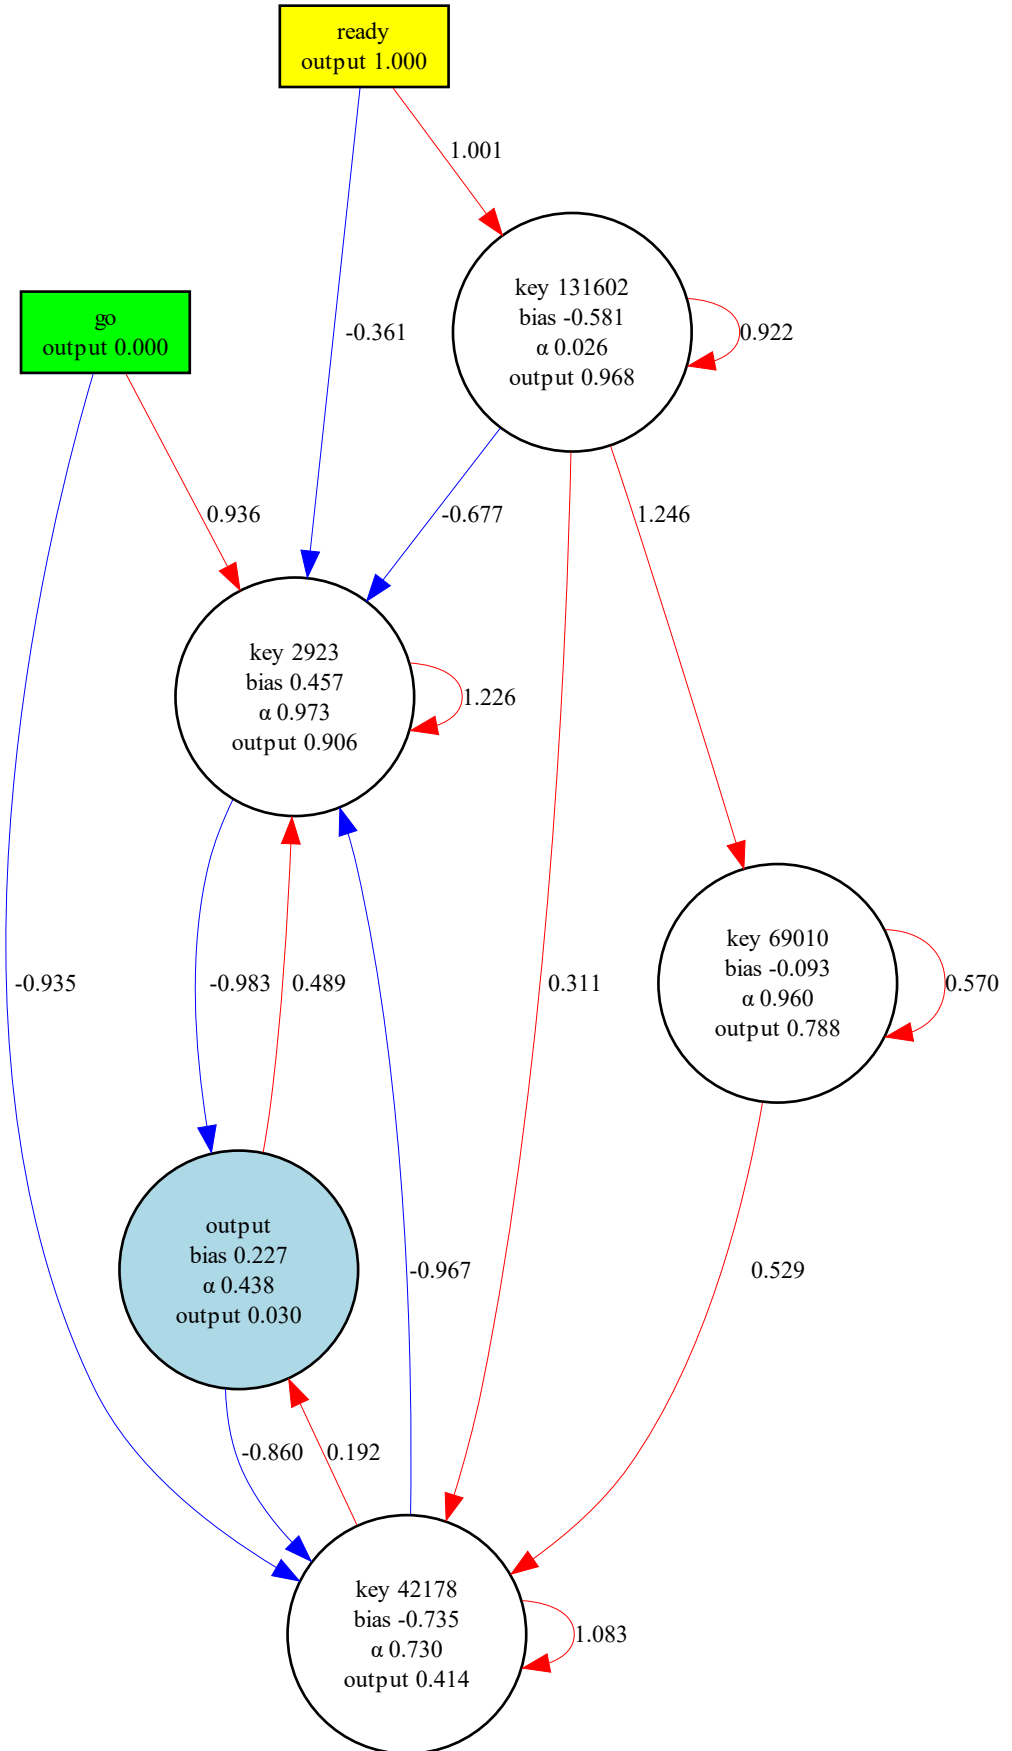 ready
output 1.000
1.001
go
output 0.000
-0.361
key 131602
bias -0.581
α 0.026
output 0.968
0.922
0.936
-0.677
1.246
key 2923
bias 0.457
α 0.973
output 0.906
1.226
key 69010
bias -0.093
α 0.960
output 0.788
0.570
-0.935
-0.983
0.489
0.311
output
bias 0.227
α 0.438
output 0.030
-0.967
0.529
-0.860
0.192
key 42178
bias -0.735
α 0.730
output 0.414
1.083